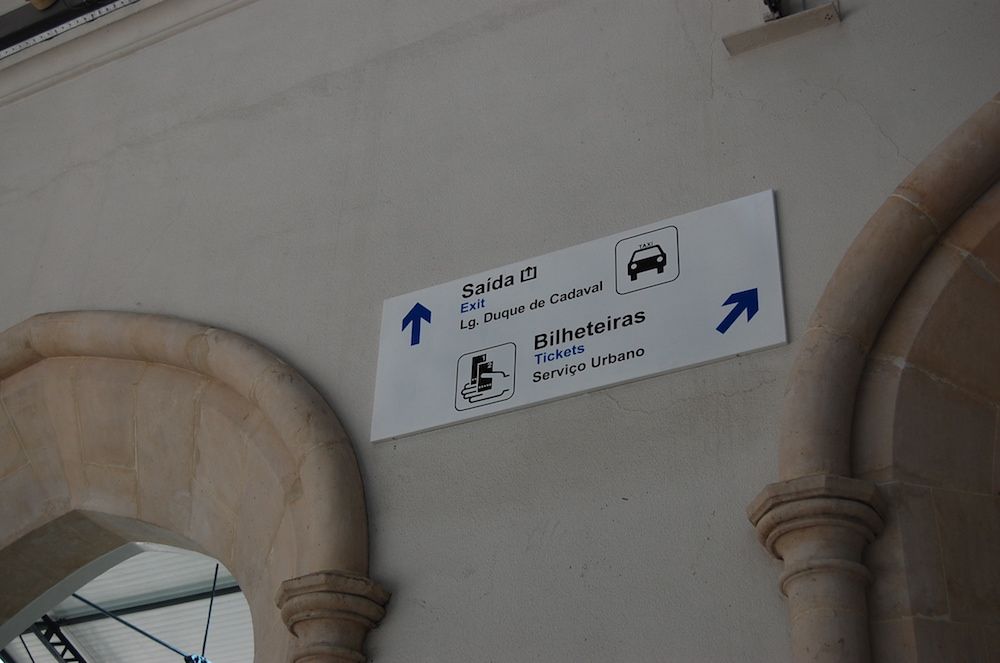 Saída
Exit
Lg. Duque de Cadaval
TAXI
Bilheteiras
Tickets
Serviço Urbano